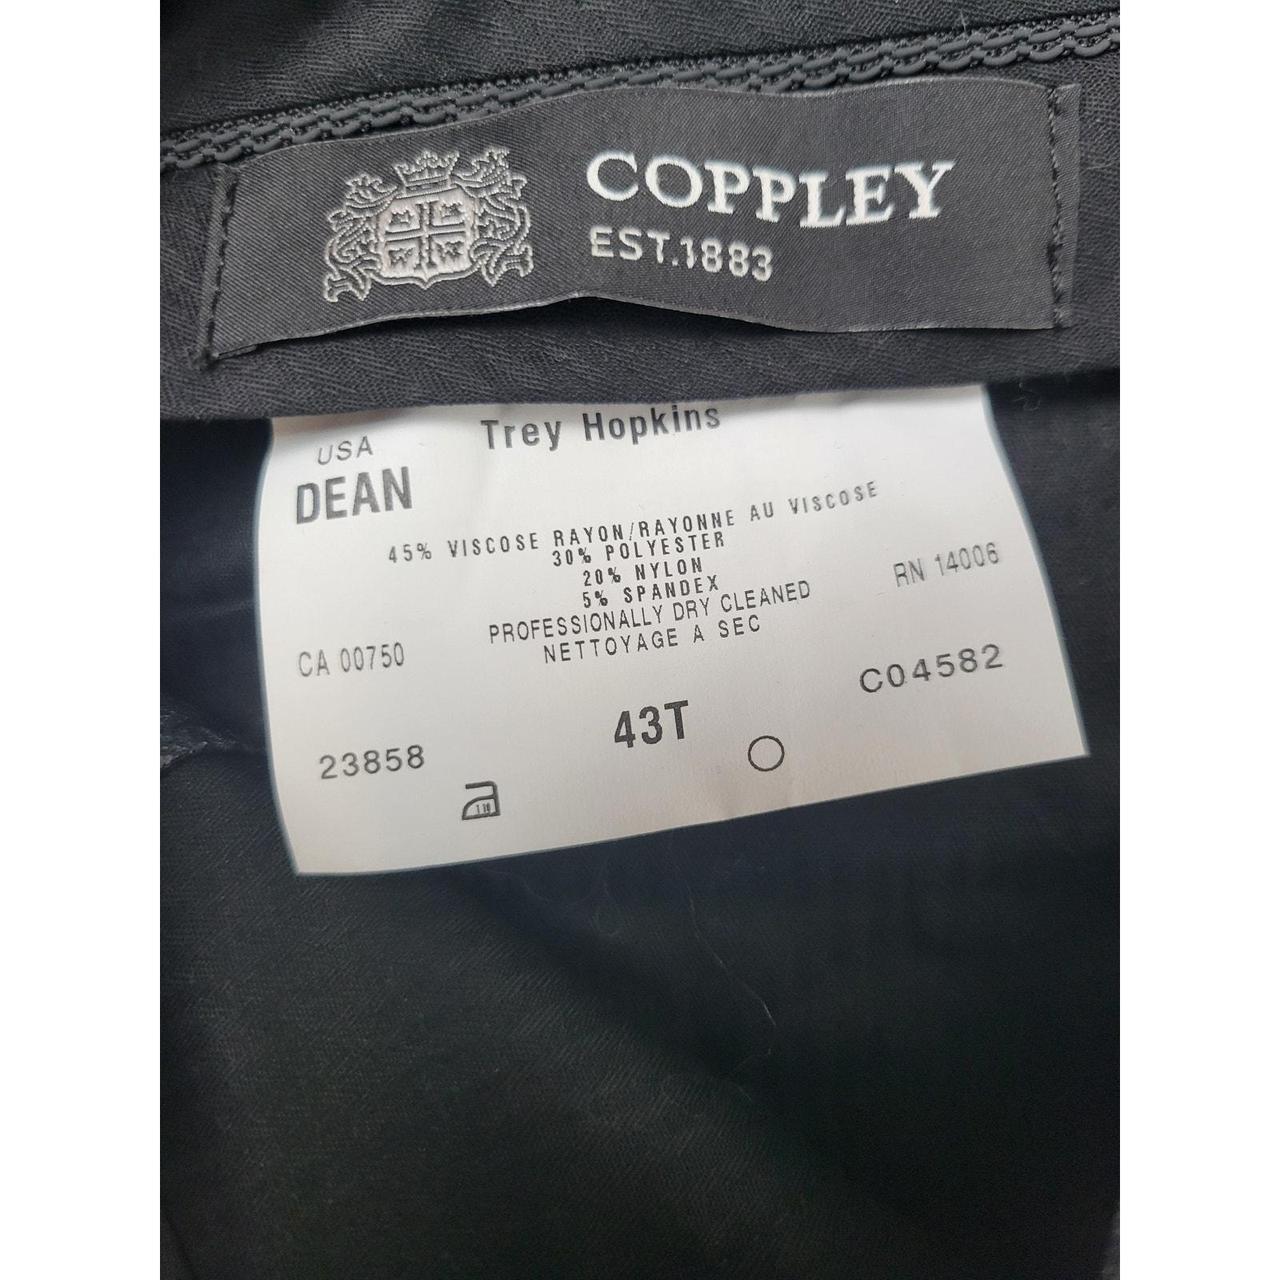 COPPLEY
EST.1883
Trey Hopkins
USA
DEAN
45% VISCOSE RAYON/RAYONNE AU VISCOSE
30% POLYESTER
20% NYLON
5% SPANDEX
RN 14006
PROFESSIONALLY DRY CLEANED
NETTOYAGE A SEC
CA 00750
C04582
43T
23858